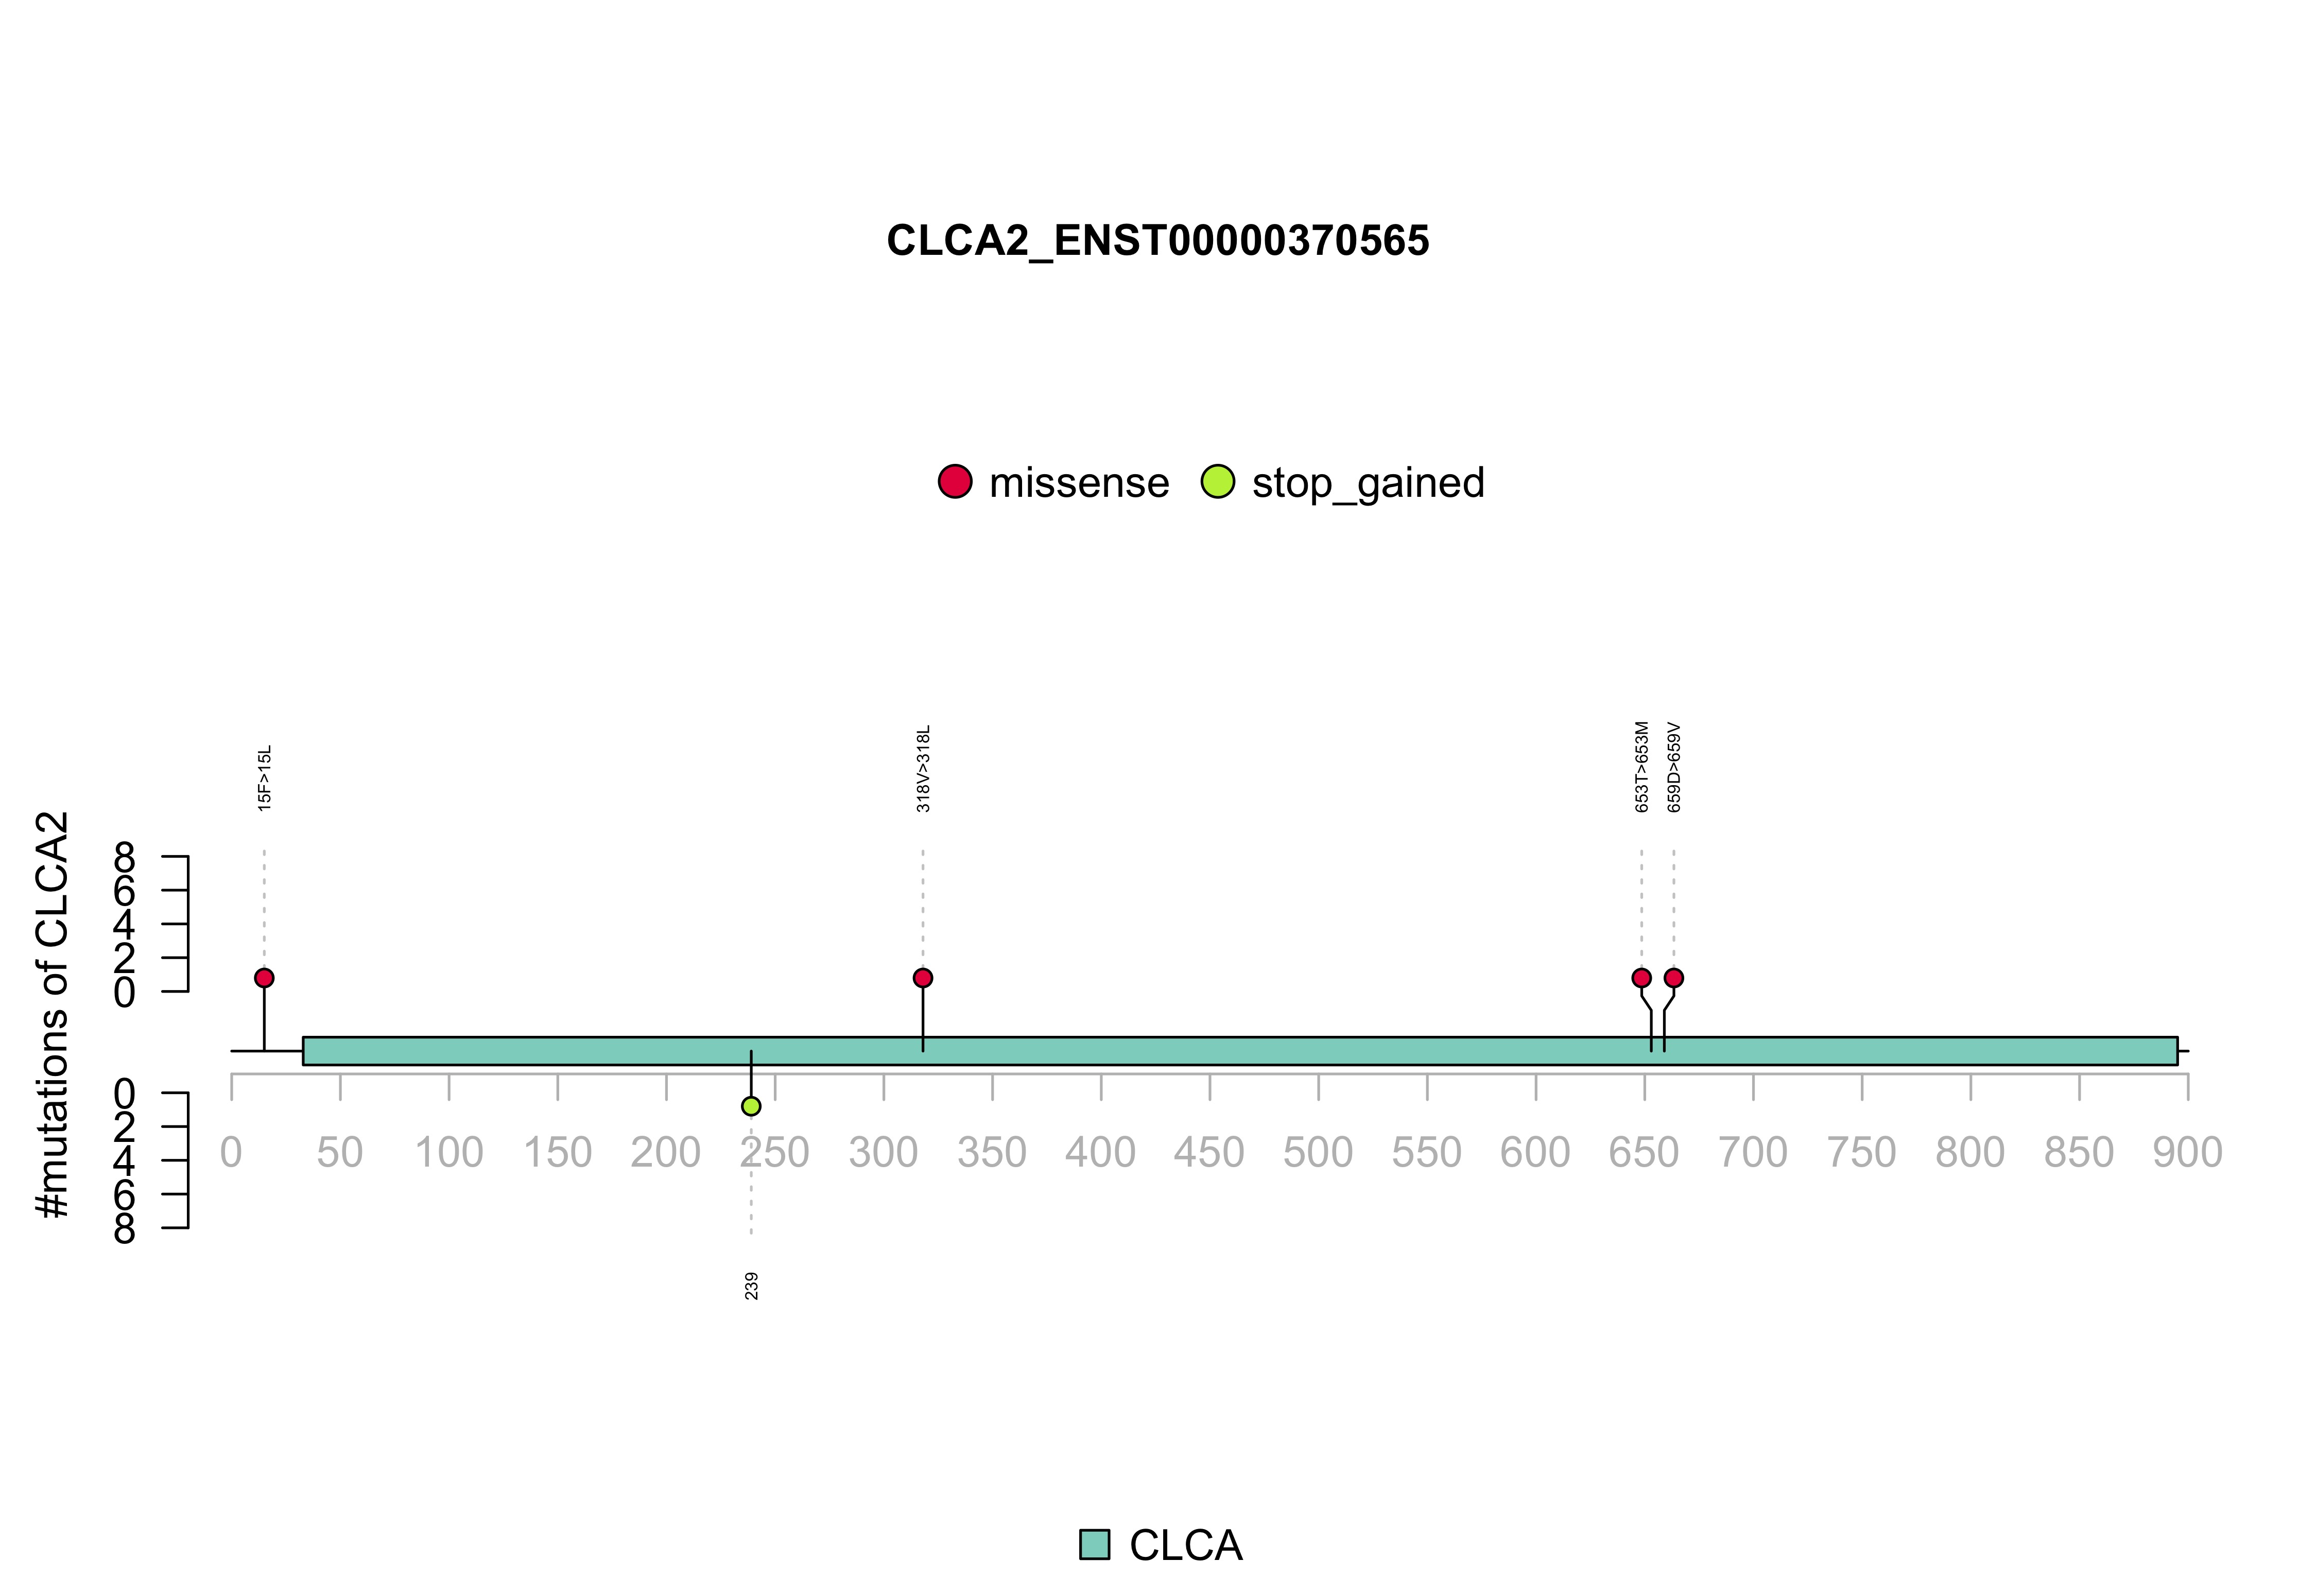 CLCA2_ENST00000370565
missense
stop_gained
15F>15L
318V>318L
653T>653M
659D>659V
#mutations of CLCA2
8
6
4
2
0
0
2
4
6
8
0 50 100 150 200 250 300 350 400 450 500 550 600 650 700 750 800 850 900
239
CLCA